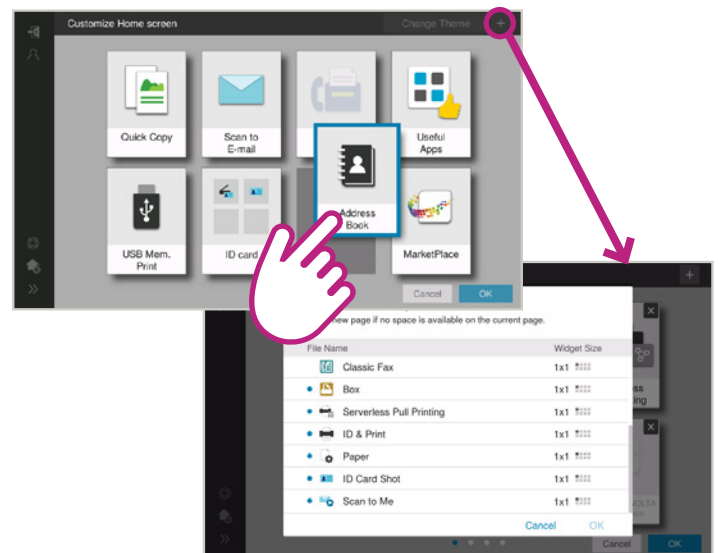 Customize Home screen
Change Theme
Quick Copy
Scan to
E-mail
Useful
Apps
USB Mem.
Print
ID card
Address
Book
MarketPlace
Cancel
OK
new page if no space is available on the current page.
File Name
Widget Size
Classic Fax
1x1
Box
1x1
Serverless Pull Printing
1x1
ID & Print
1x1
Paper
1x1
ID Card Shot
1x1
Scan to Me
1x1
Cancel
OK
Cancel
OK